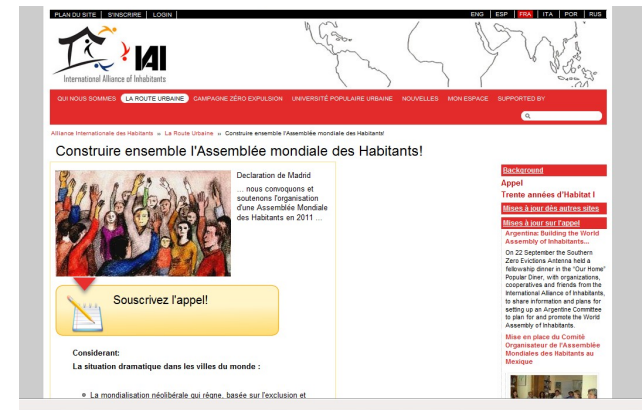 PLAN DU SITE | S'INSCRIRE | LOGIN |
ENG | ESP | FRA | ITA | POR | RUS
IAI
International Alliance of Inhabitants
QUI NOUS SOMMES LA ROUTE URBAINE CAMPAGNE ZÉRO EXPULSION UNIVERSITÉ POPULAIRE URBAINE NOUVELLES MON ESPACE SUPPORTED BY
Alliance Internationale des Habitants » La Route Urbaine » Construire ensemble l'Assemblée mondiale des Habitants!
Construire ensemble l'Assemblée mondiale des Habitants!
Declaration de Madrid
... nous convoquons et
soutenons l'organisation
d'une Assemblée Mondiale
des Habitants en 2011 ...
Souscrivez l'appel!
Considerant:
La situation dramatique dans les villes du monde :
La mondialisation néolibérale qui règne, basée sur l'exclusion et
Background
Appel
Trente années d'Habitat I
Mises à jour dès autres sites
Mises à jour sur l'appel
Argentina: Building the World
Assembly of Inhabitants...
On 22 September the Southern
Zero Evictions Antenna held a
fellowship dinner in the "Our Home"
Popular Diner, with organizations,
cooperatives and friends from the
International Alliance of Inhabitants,
to share information and plans for
setting up an Argentine Committee
to plan for and promote the World
Assembly of Inhabitants.
Mise en place du Comité
Organisateur de l'Assemblée
Mondiales des Habitants au
Mexique